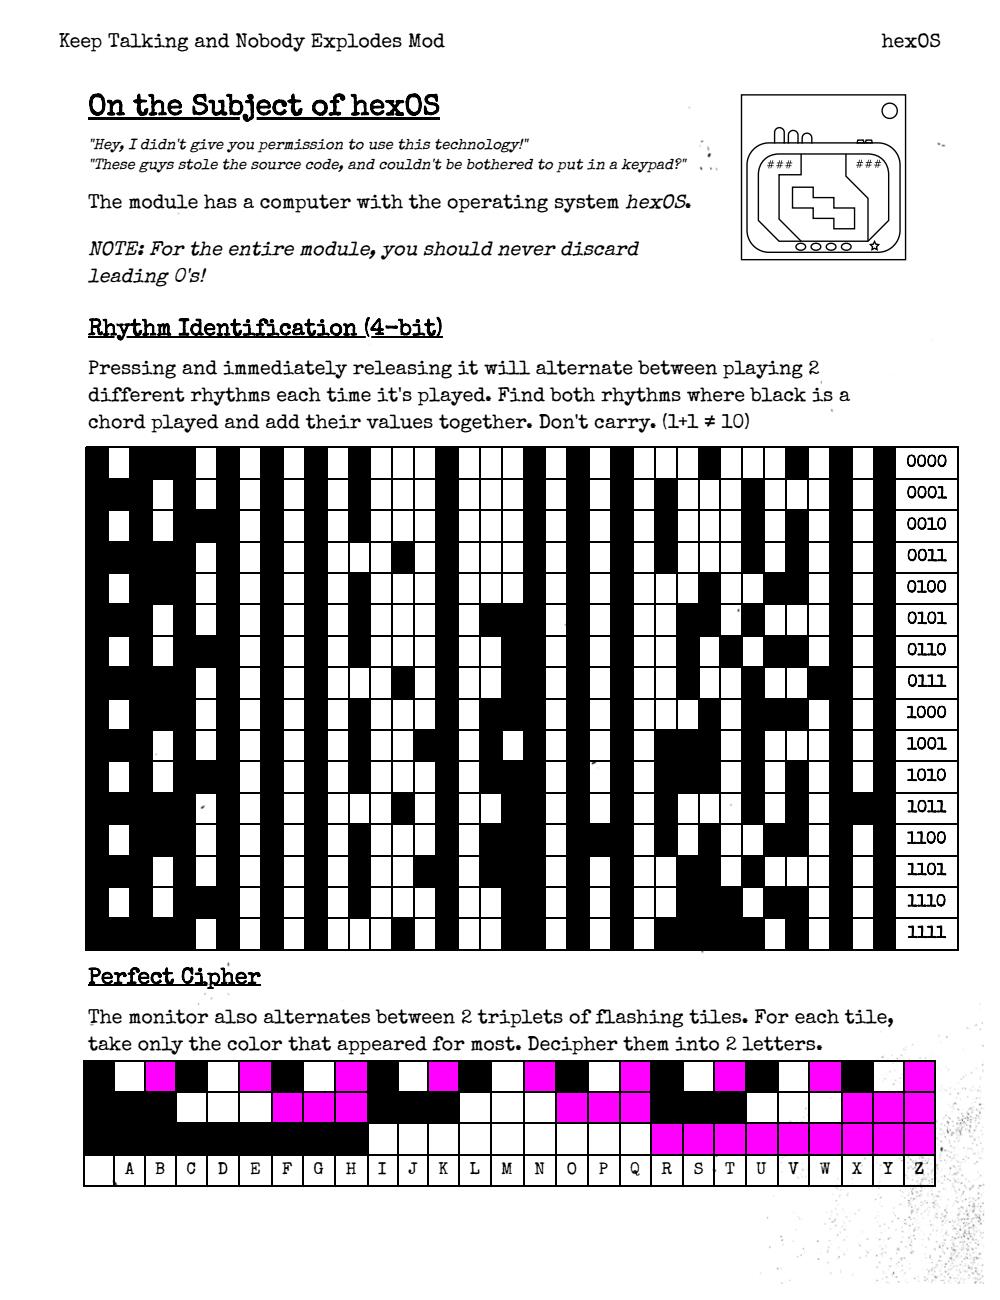 Keep Talking and Nobody Explodes Mod hexOS
On the Subject of hexOS
"Hey, I didn't give you permission to use this technology!"
"These guys stole the source code, and couldn't be bothered to put in a keypad?"
### ###
The module has a computer with the operating system hexOS.
NOTE: For the entire module, you should never discard
leading 0's!
Rhythm Identification (4-bit)
Pressing and immediately releasing it will alternate between playing 2
different rhythms each time it's played. Find both rhythms where black is a
chord played and add their values together. Don't carry. (1+1 ≠ 10)
0000
0001
0010
0011
0100
0101
0110
0111
1000
1001
1010
1011
1100
1101
1110
1111
Perfect Cipher
The monitor also alternates between 2 triplets of flashing tiles. For each tile,
take only the color that appeared for most. Decipher them into 2 letters.
A B C D E F G H I J K L M N O P Q R S T U V W X Y Z